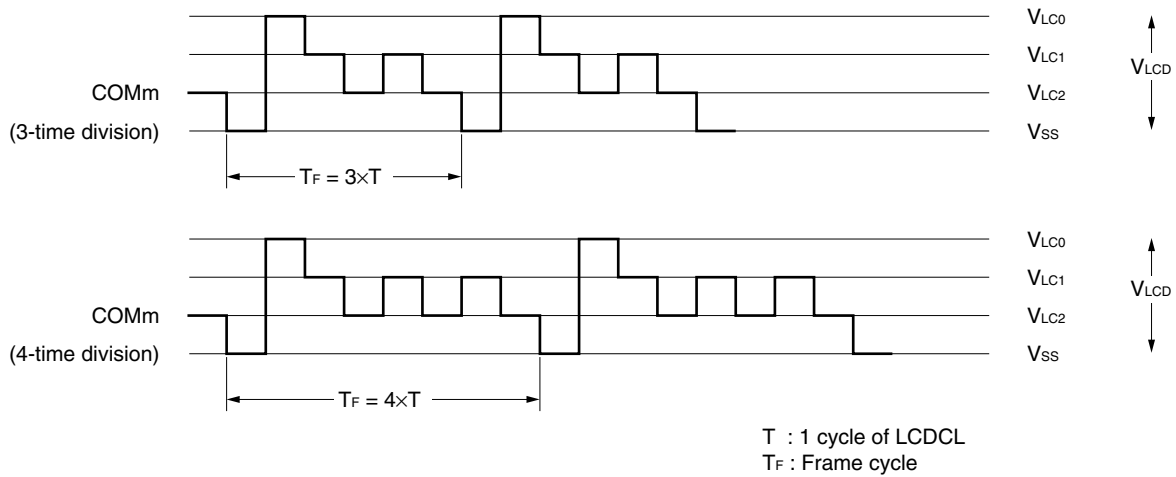 VLC0
VLC1
VLCD
COMm
VLC2
(3-time division)
VSS
TF = 3×T
VLC0
VLC1
VLCD
COMm
VLC2
(4-time division)
VSS
TF = 4×T
T : 1 cycle of LCDCL
TF : Frame cycle